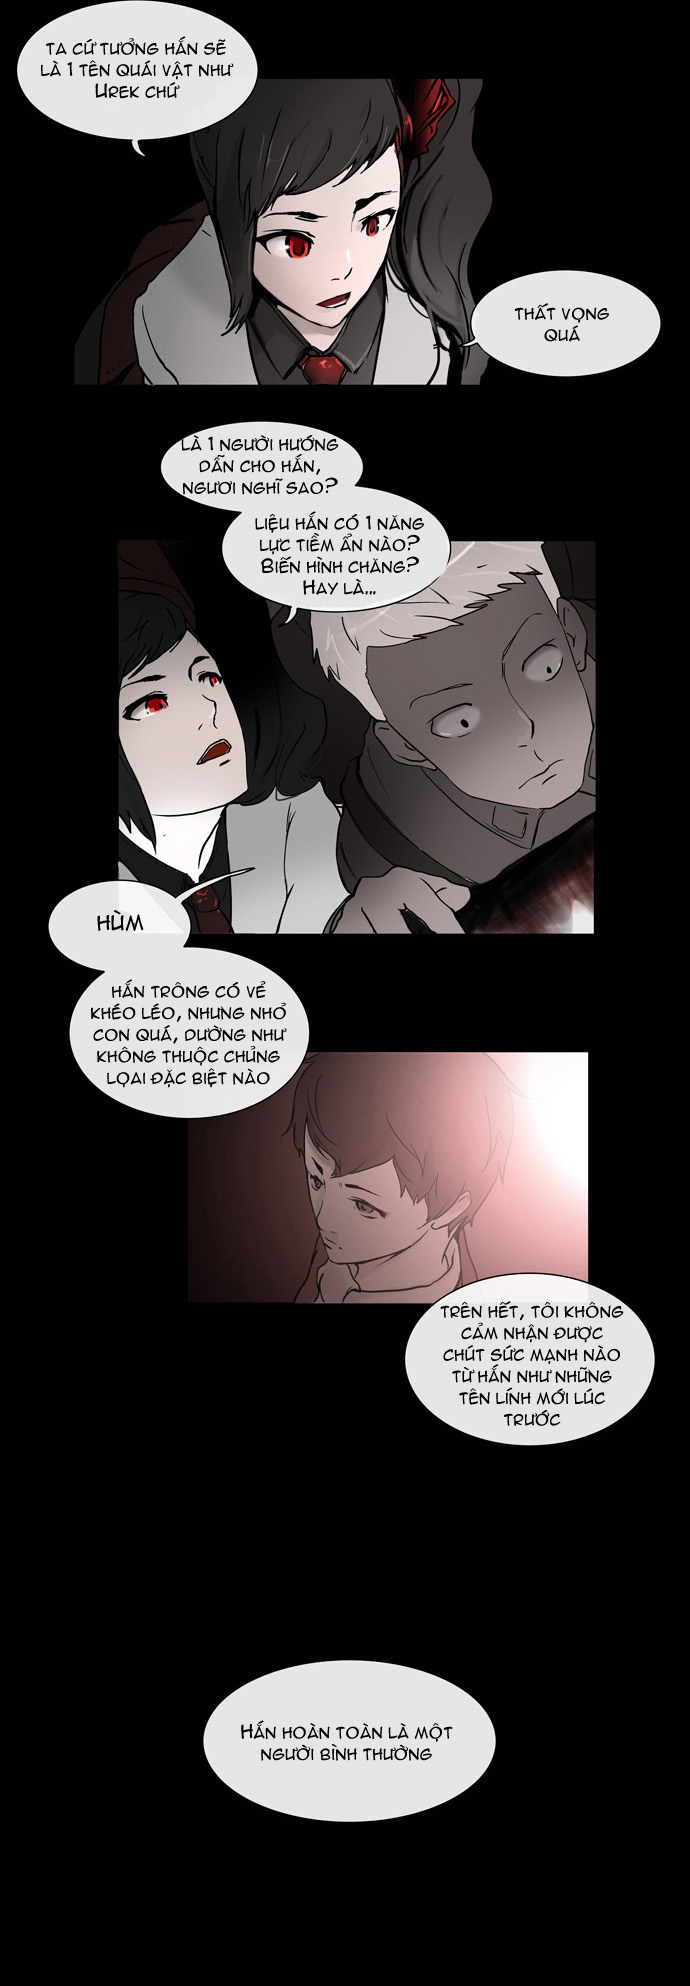 TA CỨ TƯỞNG HẮN SẼ
LÀ 1 TÊN QUÁI VẬT NHƯ
UREK CHỨ
THẤT VỌNG
QUÁ
LÀ 1 NGƯỜI HƯỚNG
DẪN CHO HẮN,
NGƯƠI NGHĨ SAO?
LIỆU HẮN CÓ 1 NĂNG
LỰC TIỀM ẨN NÀO?
BIẾN HÌNH CHĂNG?
HAY LÀ...
HÙM
HẮN TRÔNG CÓ VẺ
KHÉO LÉO, NHƯNG NHỎ
CON QUÁ, DƯỜNG NHƯ
KHÔNG THUỘC CHỦNG
LOẠI ĐẶC BIỆT NÀO
TRÊN HẾT, TÔI KHÔNG
CẢM NHẬN ĐƯỢC
CHÚT SỨC MẠNH NÀO
TỪ HẮN NHƯ NHỮNG
TÊN LÍNH MỚI LÚC
TRƯỚC
HẮN HOÀN TOÀN LÀ MỘT
NGƯỜI BÌNH THƯỜNG